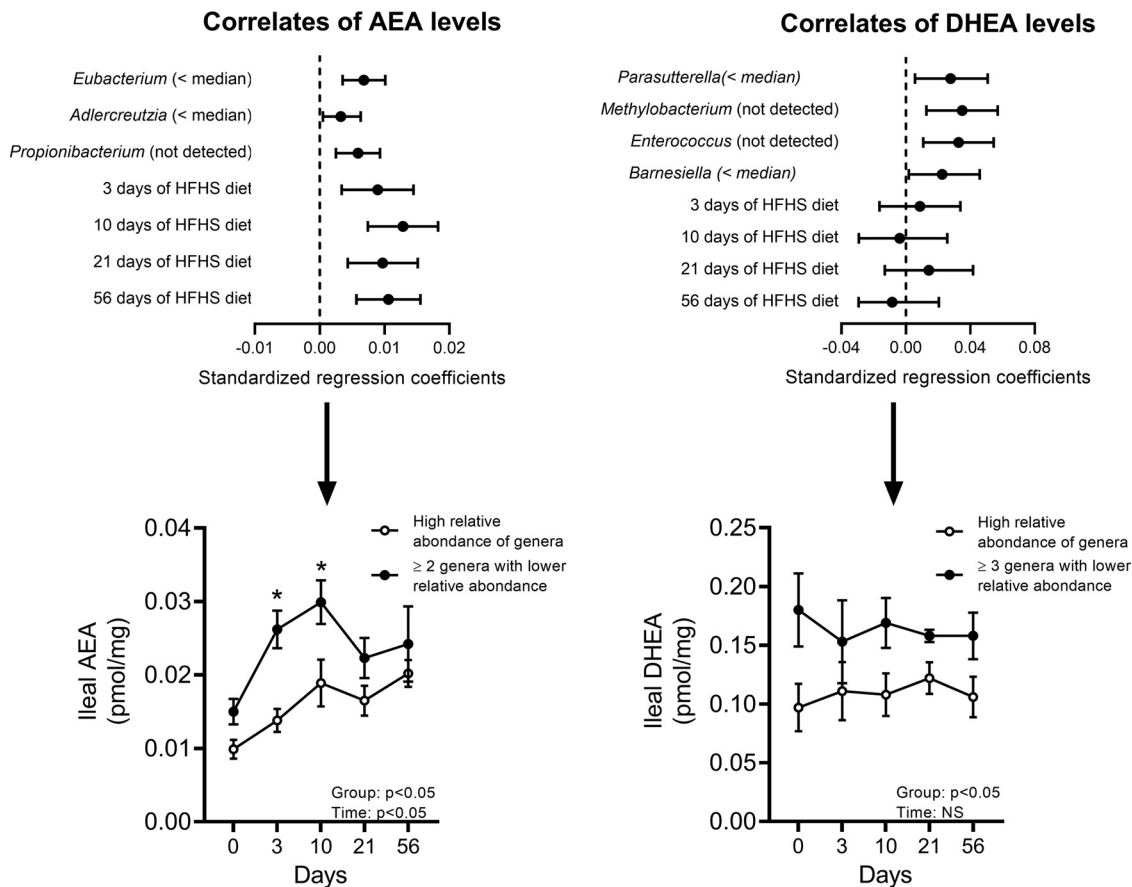 Correlates of AEA levels
Eubacterium (< median)
Adlercreutzia (< median)
Propionibacterium (not detected)
3 days of HFHS diet
10 days of HFHS diet
21 days of HFHS diet
56 days of HFHS diet
-0.01 0.00 0.01 0.02
Standardized regression coefficients
Correlates of DHEA levels
Parasutterella(< median)
Methylobacterium (not detected)
Enterococcus (not detected)
Barnesiella (< median)
3 days of HFHS diet
10 days of HFHS diet
21 days of HFHS diet
56 days of HFHS diet
-0.04 0.00 0.04 0.08
Standardized regression coefficients
High relative
abundance of genera
≥ 2 genera with lower
relative abundance
Ileal AEA
(pmol/mg)
0.04
0.03
0.02
0.01
0.00
* *
Group: p<0.05
Time: p<0.05
0 3 10 21 56
Days
High relative
abundance of genera
≥ 3 genera with lower
relative abundance
Ileal DHEA
(pmol/mg)
0.25
0.20
0.15
0.10
0.05
0.00
Group: p<0.05
Time: NS
0 3 10 21 56
Days